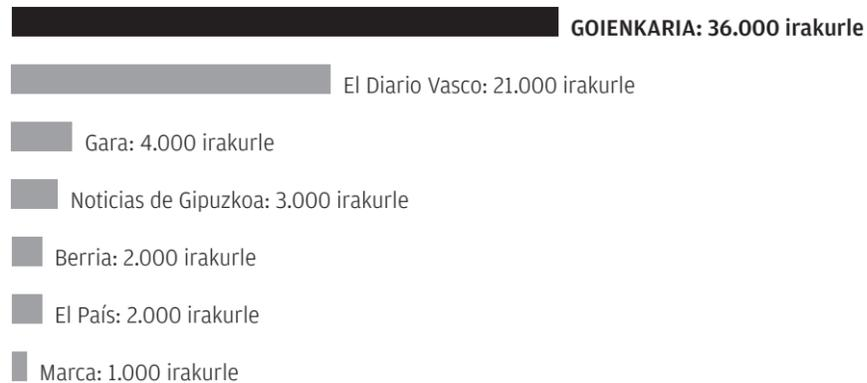 GOIENKARIA: 36.000 irakurle
El Diario Vasco: 21.000 irakurle
Gara: 4.000 irakurle
Noticias de Gipuzkoa: 3.000 irakurle
Berria: 2.000 irakurle
El País: 2.000 irakurle
Marca: 1.000 irakurle